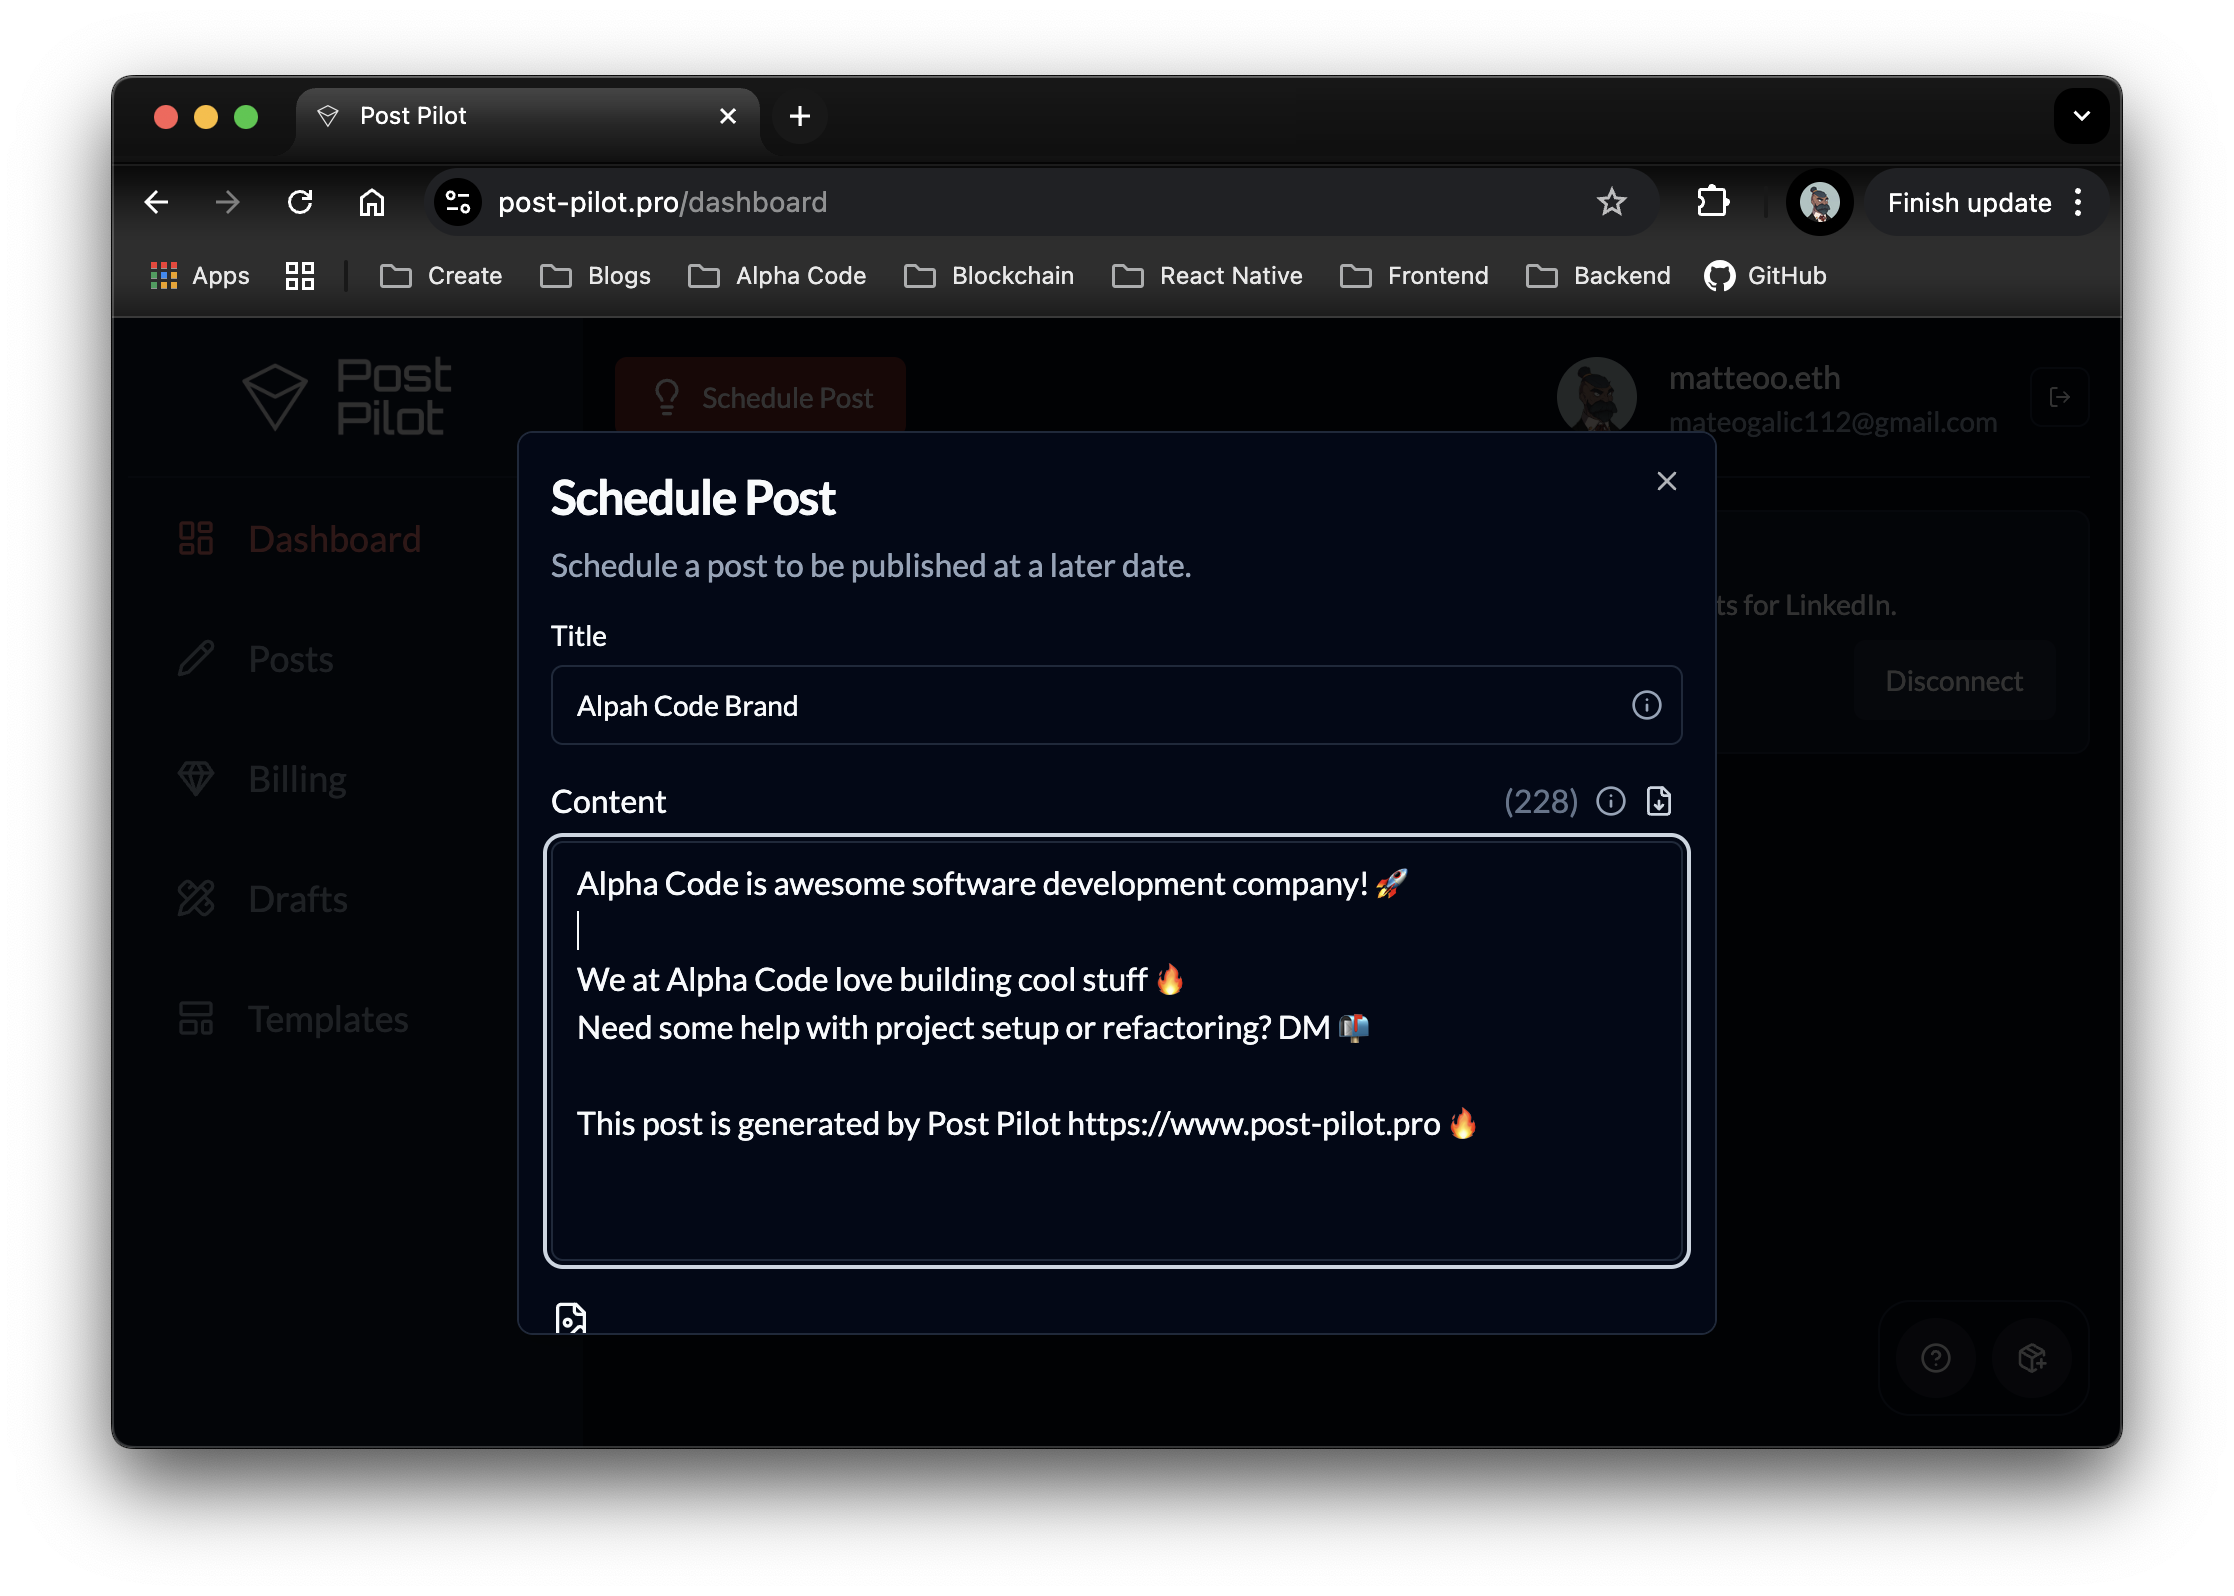 Post Pilot
post-pilot.pro/dashboard
Finish update
Apps
Create
Blogs
Alpha Code
Blockchain
React Native
Frontend
Backend
GitHub
Post
Pilot
Schedule Post
matteoo.eth
mateogalic112@gmail.com
Dashboard
Posts
Billing
Drafts
Templates
ts for LinkedIn.
Disconnect
Schedule Post
Schedule a post to be published at a later date.
Title
Alpah Code Brand
Content
(228)
Alpha Code is awesome software development company! 🚀
We at Alpha Code love building cool stuff 🔥
Need some help with project setup or refactoring? DM 📬
This post is generated by Post Pilot https://www.post-pilot.pro 🔥